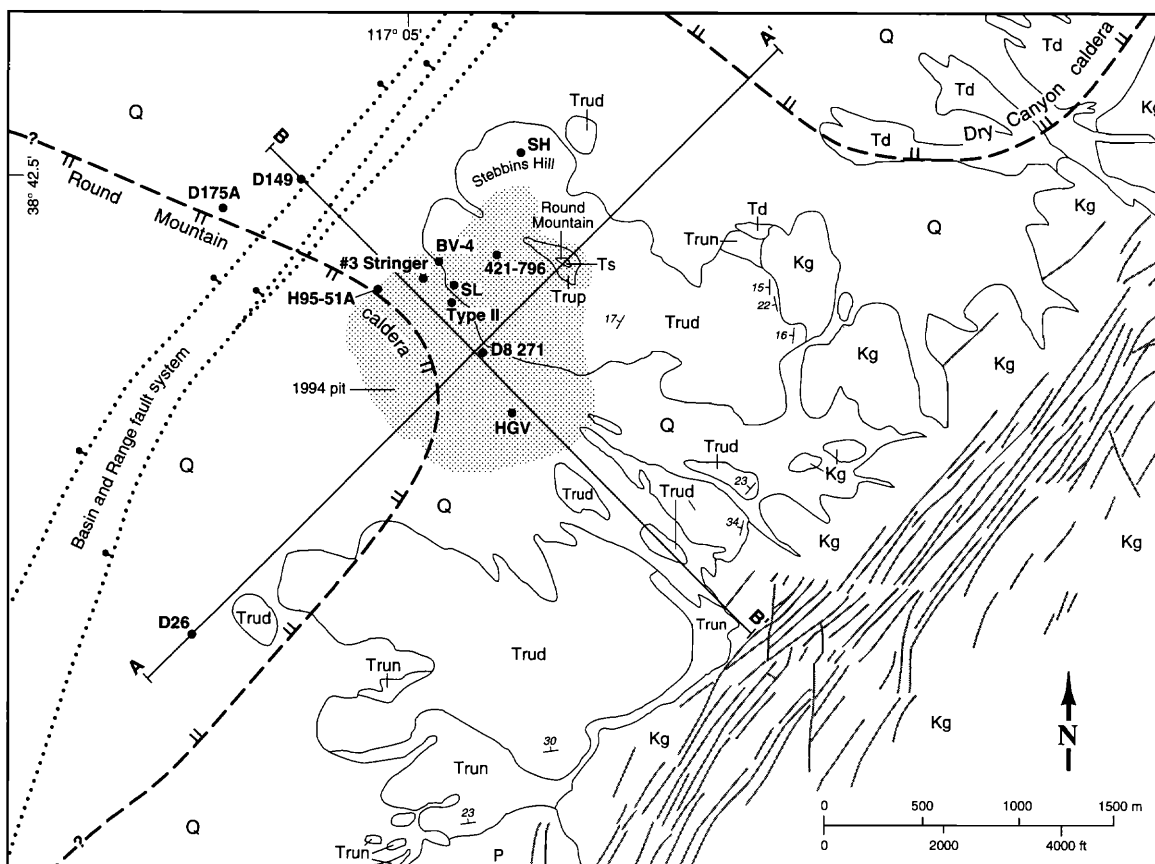 117° 05'
38° 42.5'
A'
Q
Td
Td
Dry Canyon caldera
Td
Kg
Q
B
?
Round Mountain caldera
D175A
D149
Trud
SH
Stebbins Hill
Kg
Q
BV-4
Round
Mountain
421-796
Ts
Trup
Td
Trun
Kg
#3 Stringer
H95-51A
SL
Type II
15
22
16
17
Trud
D8 271
Kg
Kg
1994 pit
HGV
Basin and Range fault system
Q
Q
Trud
Kg
23
Trud
Trud
34
Kg
Kg
Q
D26
Trud
A
B'
Trun
Trud
Trun
Kg
Kg
30
Trun
23
N
Q
?
Trun
P
0 500 1000 1500 m
0 2000 4000 ft